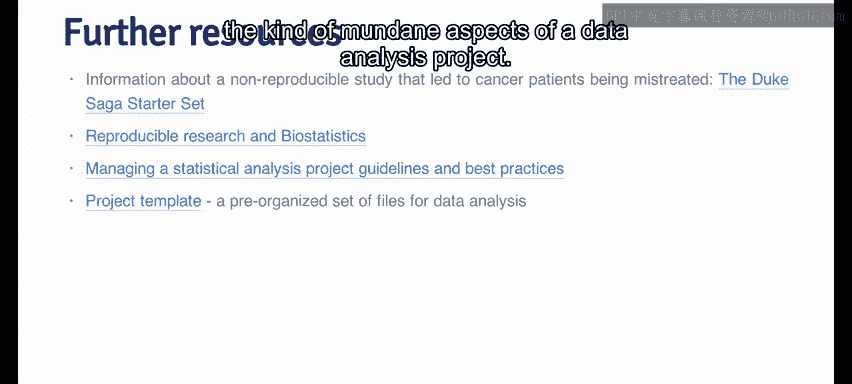 Further resources
the kind of mundane aspects of a data
analysis project.
· Information about a non-reproducible study that led to cancer patients being mistreated: The Duke
Saga Starter Set
· Reproducible research and Biostatistics
· Managing a statistical analysis project guidelines and best practices
· Project template - a pre-organized set of files for data analysis